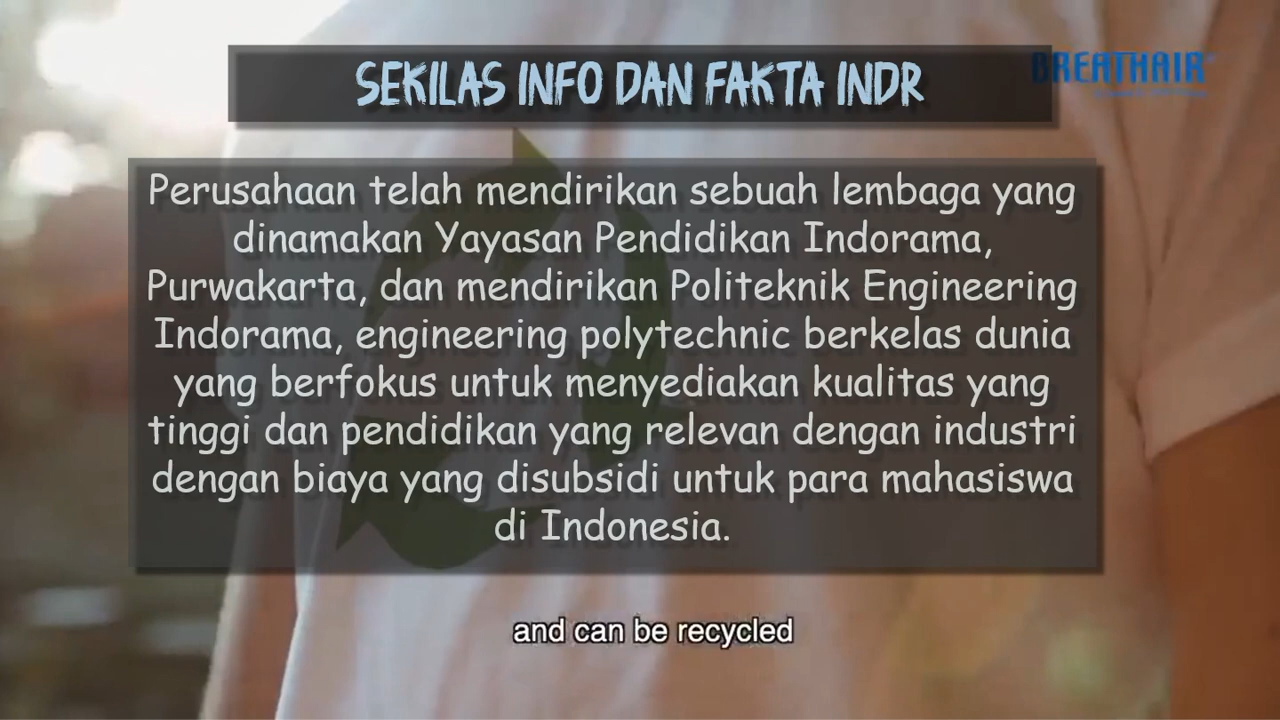 SEKILAS INFO DAN FAKTA INDR
BREATHAIR
Perusahaan telah mendirikan sebuah lembaga yang
dinamakan Yayasan Pendidikan Indorama,
Purwakarta, dan mendirikan Politeknik Engineering
Indorama, engineering polytechnic berkelas dunia
yang berfokus untuk menyediakan kualitas yang
tinggi dan pendidikan yang relevan dengan industri
dengan biaya yang disubsidi untuk para mahasiswa
di Indonesia.
and can be recycled